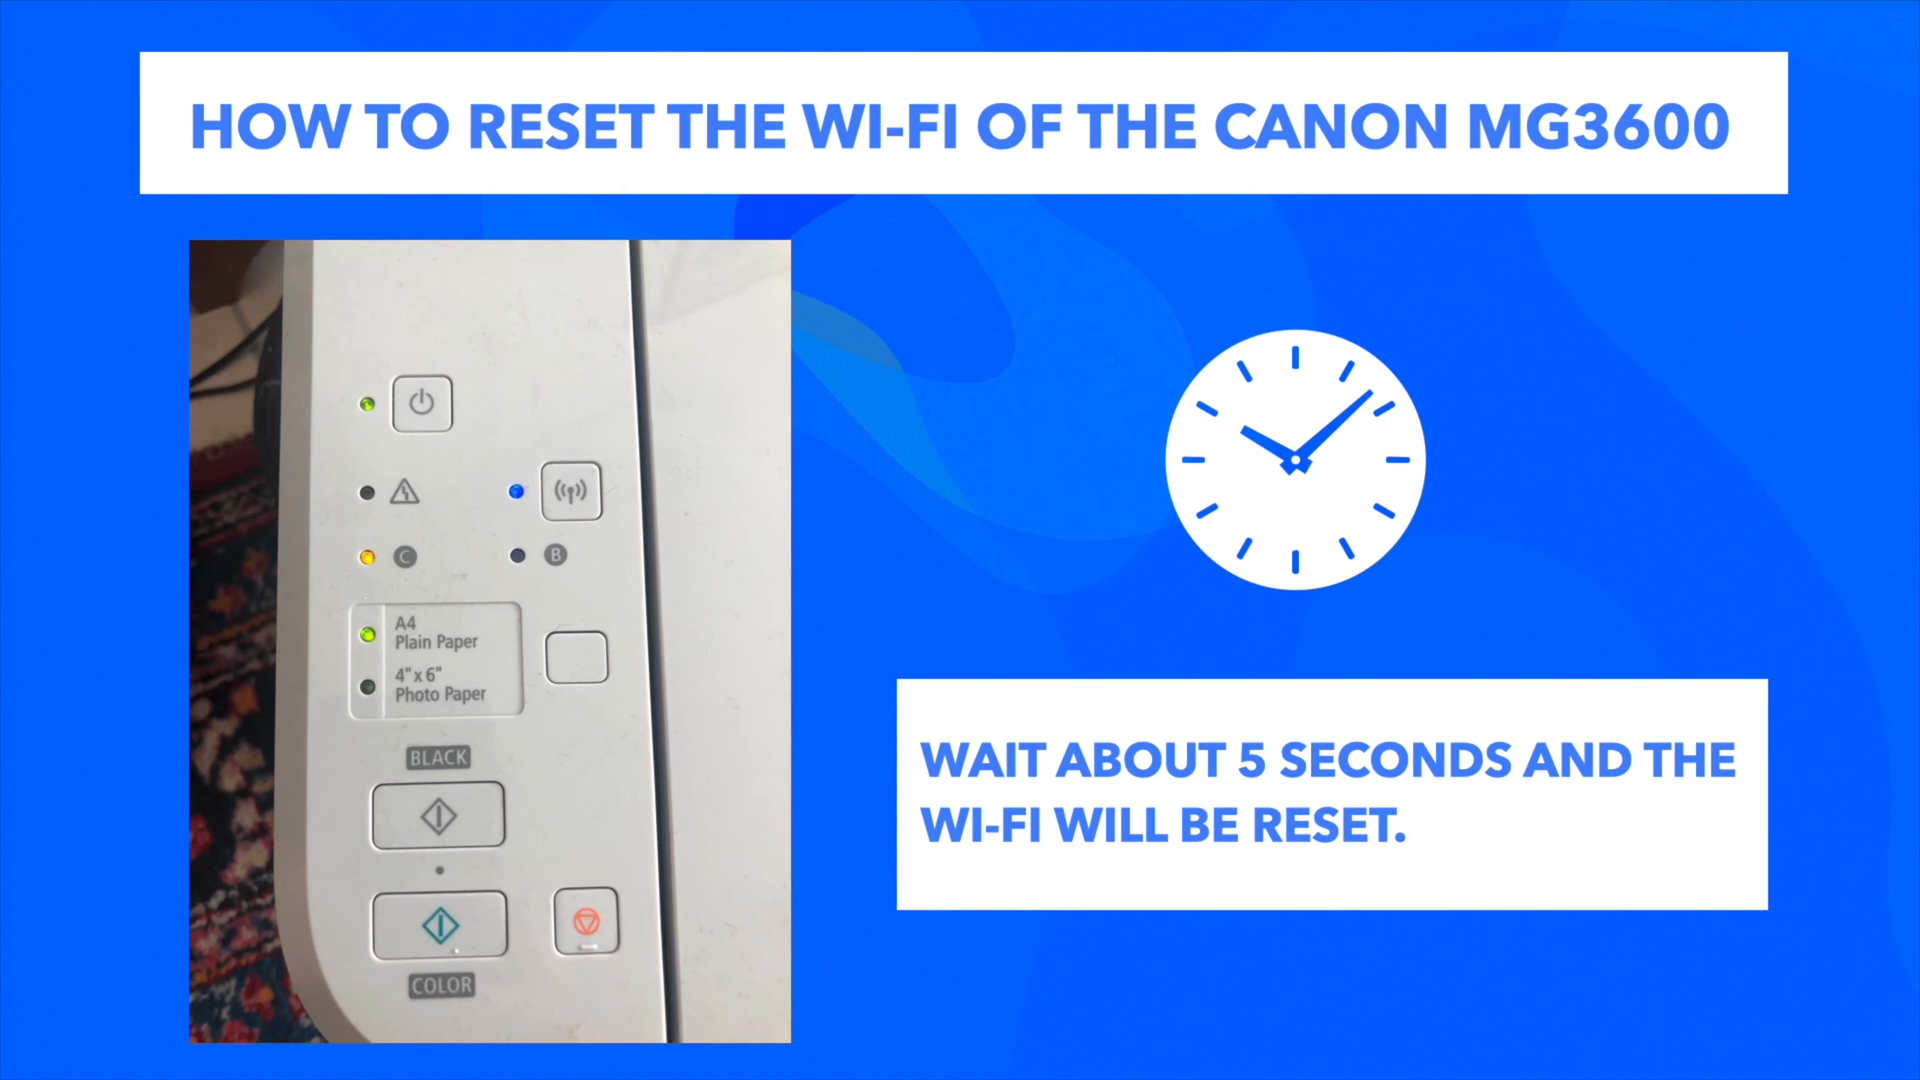 HOW TO RESET THE WI-FI OF THE CANON MG3600
C
B
A4
Plain Paper
4" x 6"
Photo Paper
BLACK
COLOR
WAIT ABOUT 5 SECONDS AND THE
WI-FI WILL BE RESET.